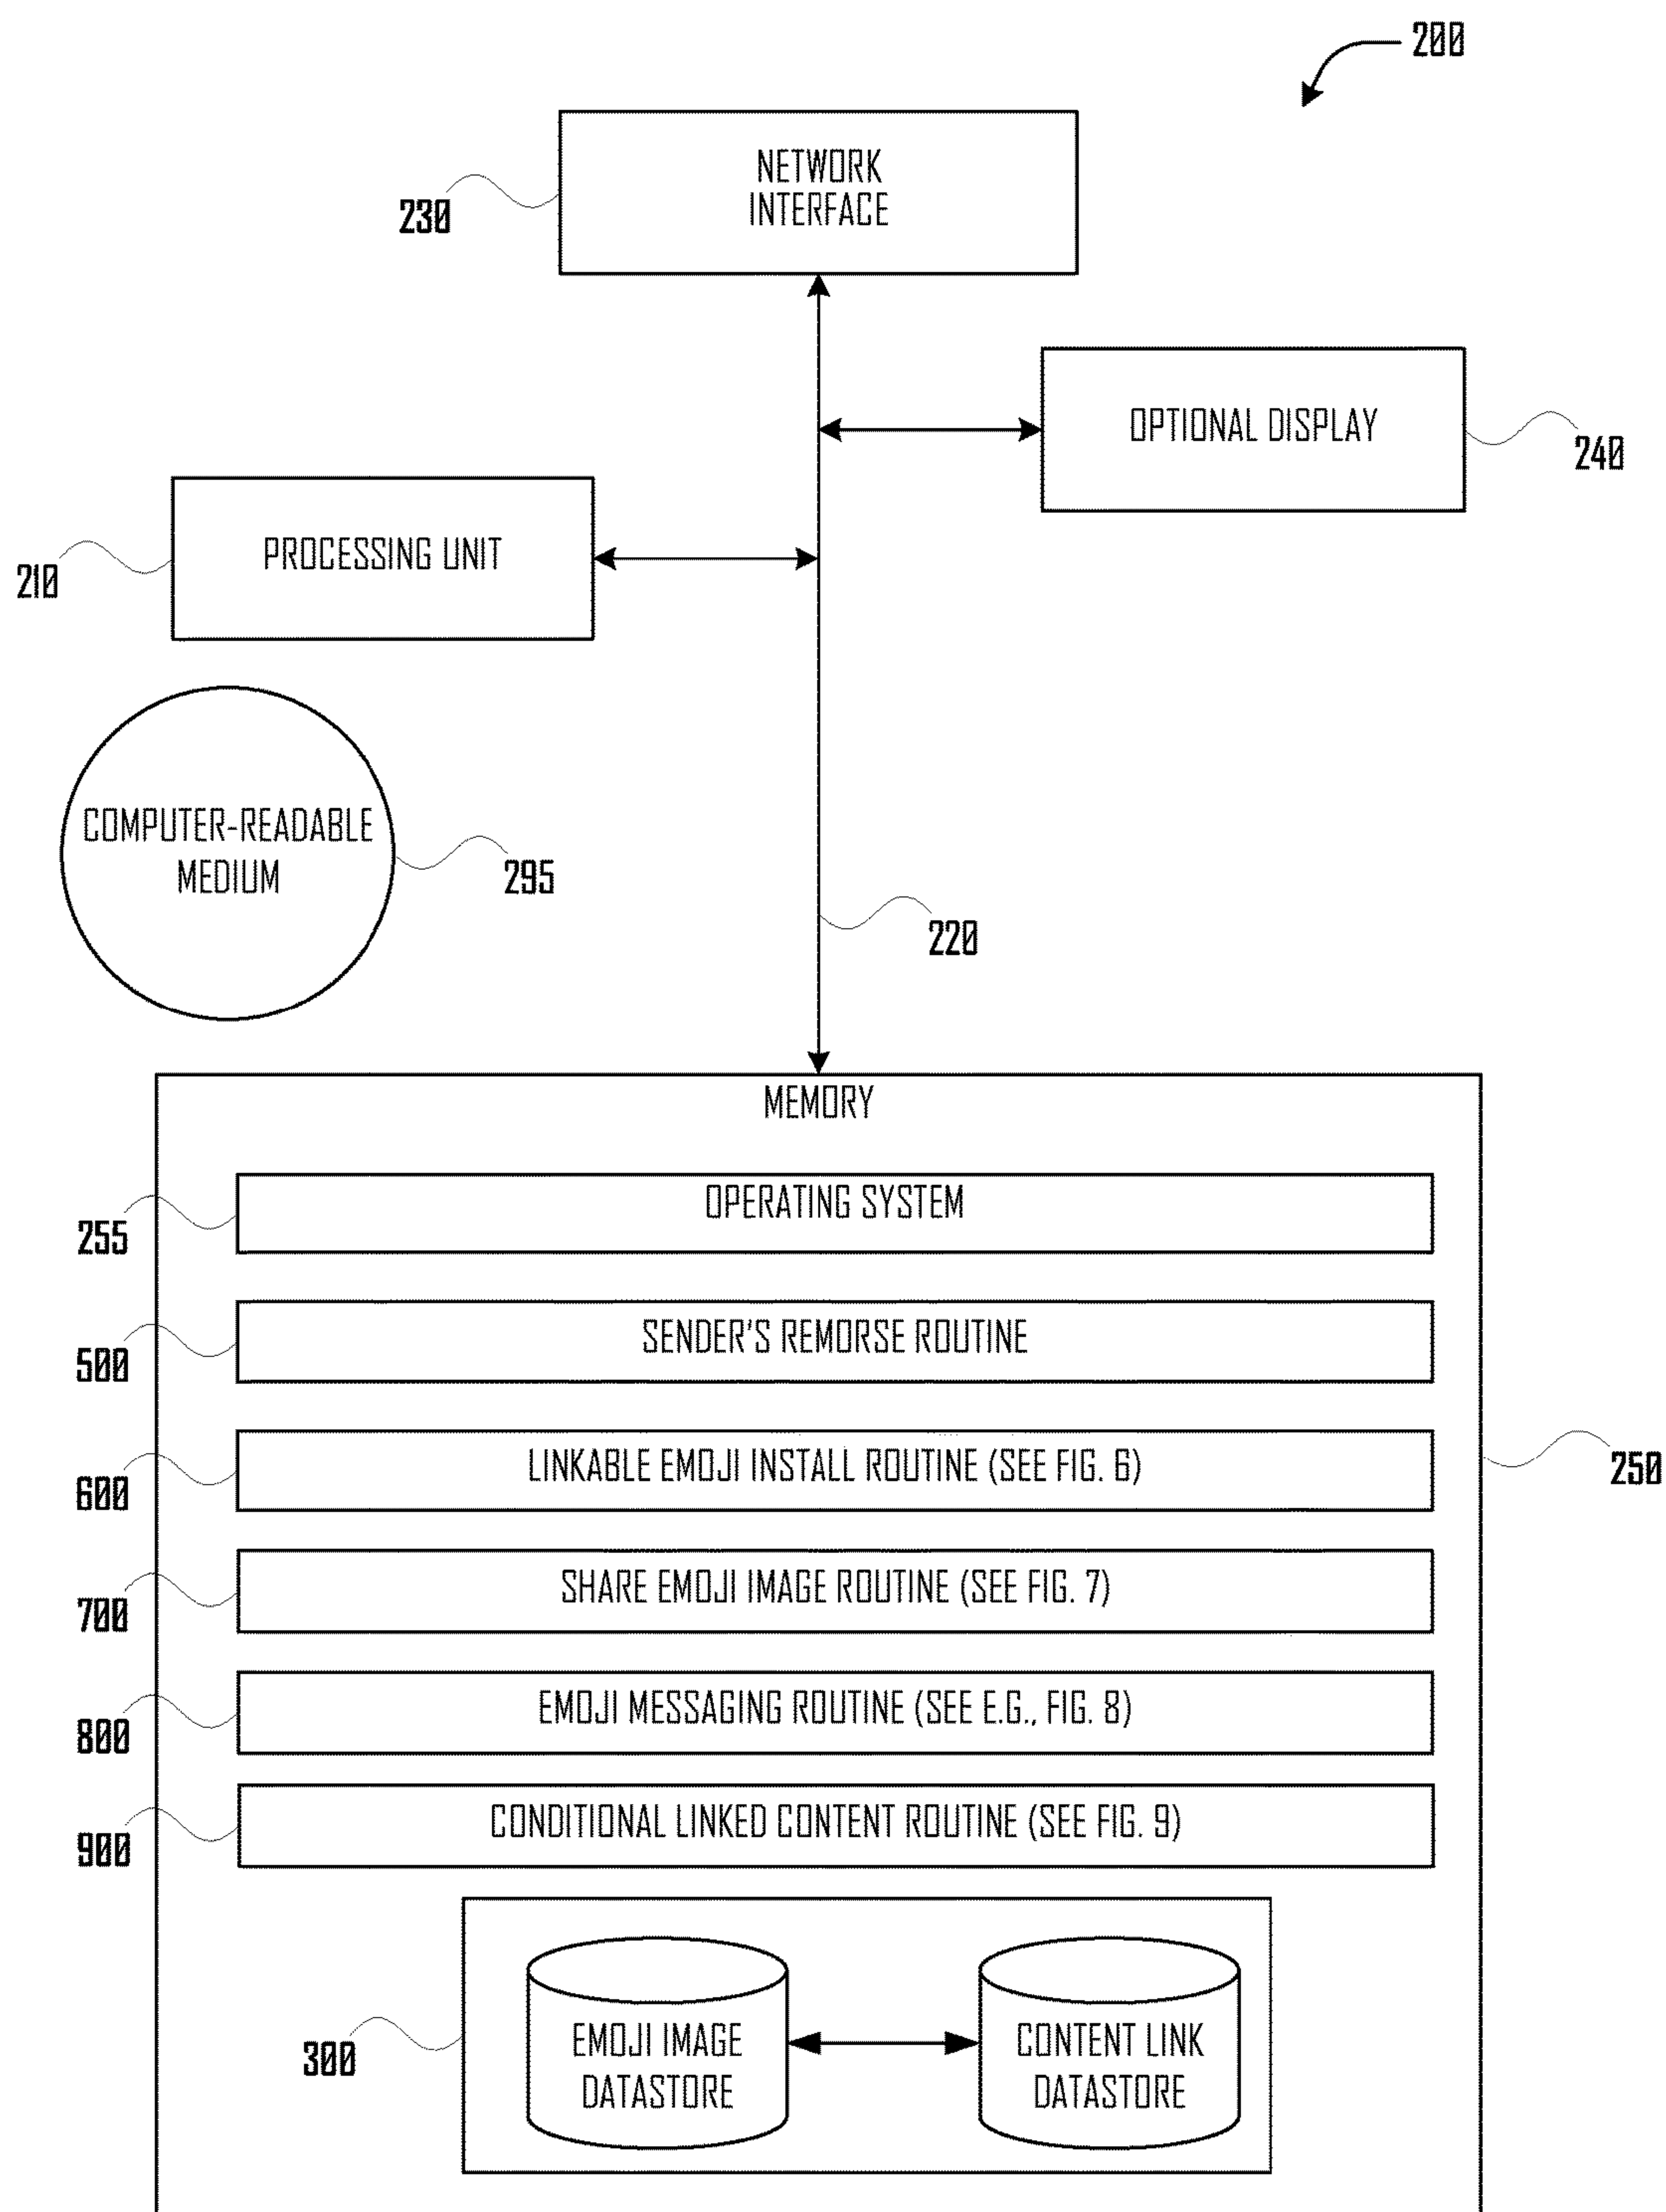 200
NETWORK
INTERFACE
230
OPTIONAL DISPLAY
240
PROCESSING UNIT
210
COMPUTER-READABLE
MEDIUM
295
220
MEMORY
OPERATING SYSTEM
255
SENDER'S REMORSE ROUTINE
500
LINKABLE EMOJI INSTALL ROUTINE (SEE FIG. 6)
600
250
SHARE EMOJI IMAGE ROUTINE (SEE FIG. 7)
700
EMOJI MESSAGING ROUTINE (SEE E.G., FIG. 8)
800
CONDITIONAL LINKED CONTENT ROUTINE (SEE FIG. 9)
900
300
EMOJI IMAGE
DATASTORE
CONTENT LINK
DATASTORE